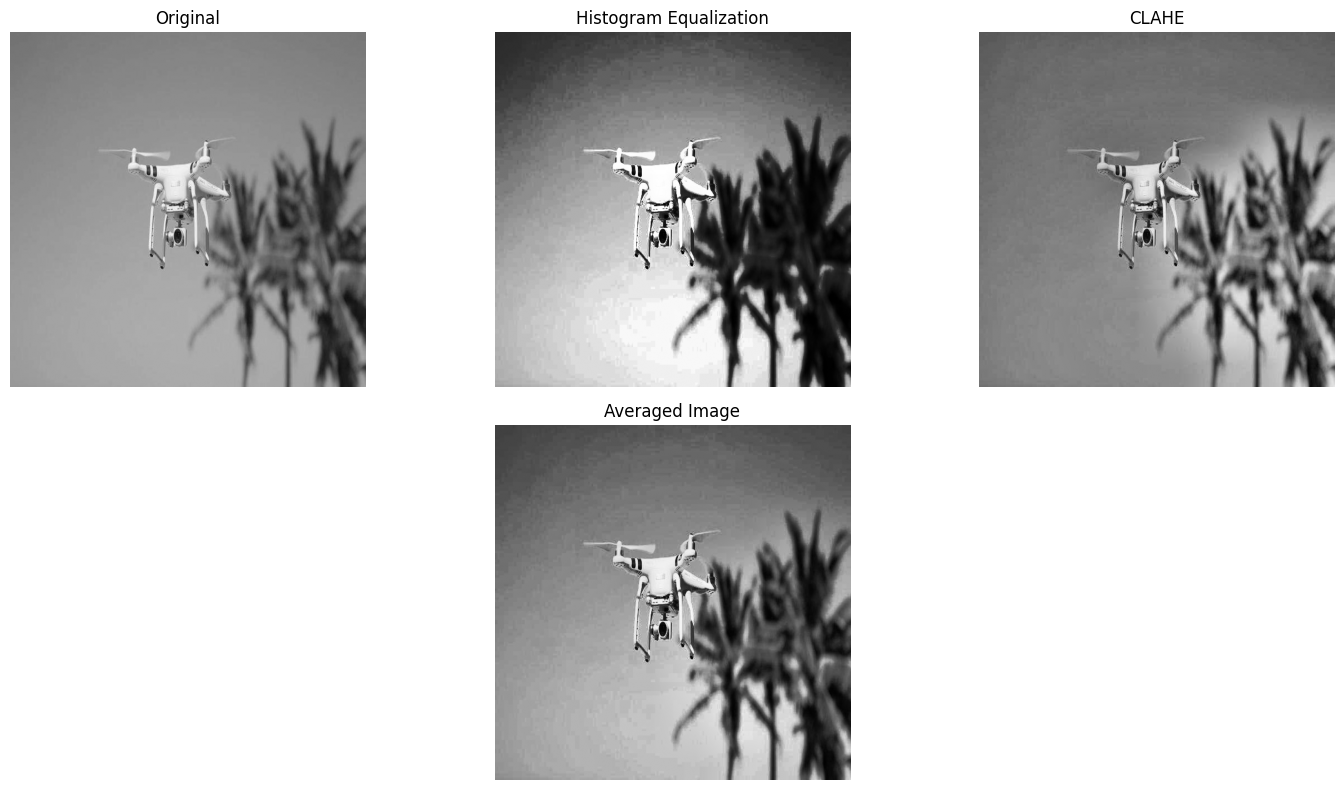 Original
Histogram Equalization
CLAHE
Averaged Image